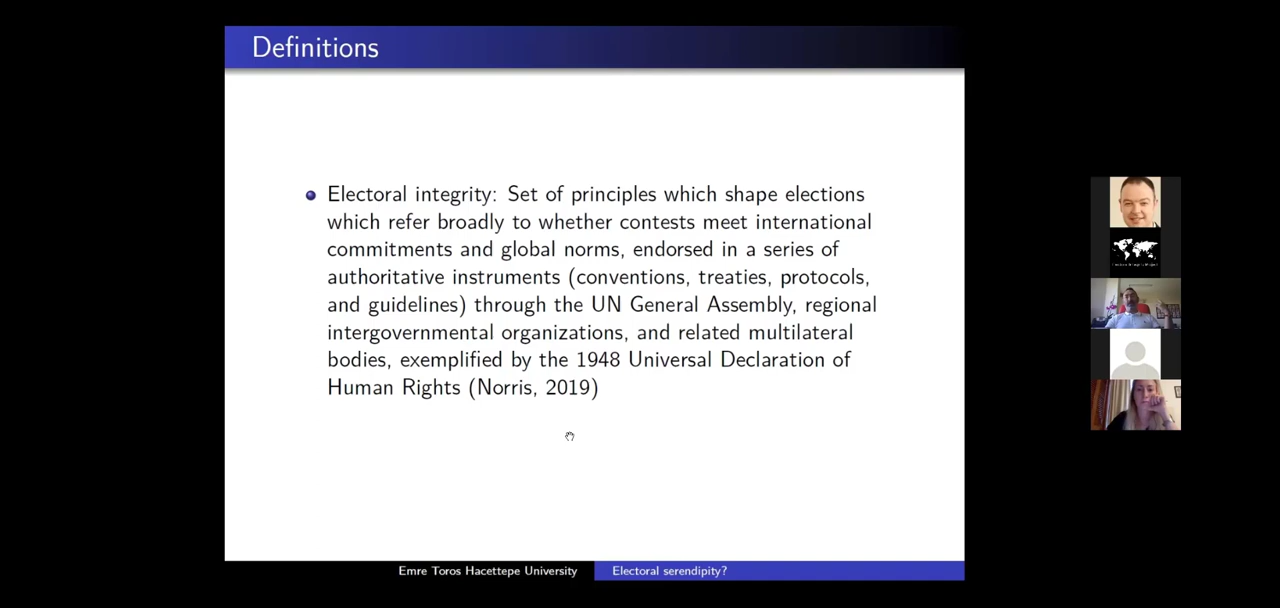 Definitions
Electoral integrity: Set of principles which shape elections
which refer broadly to whether contests meet international
commitments and global norms, endorsed in a series of
authoritative instruments (conventions, treaties, protocols,
and guidelines) through the UN General Assembly, regional
intergovernmental organizations, and related multilateral
bodies, exemplified by the 1948 Universal Declaration of
Human Rights (Norris, 2019)
Emre Toros Hacettepe University
Electoral serendipity?